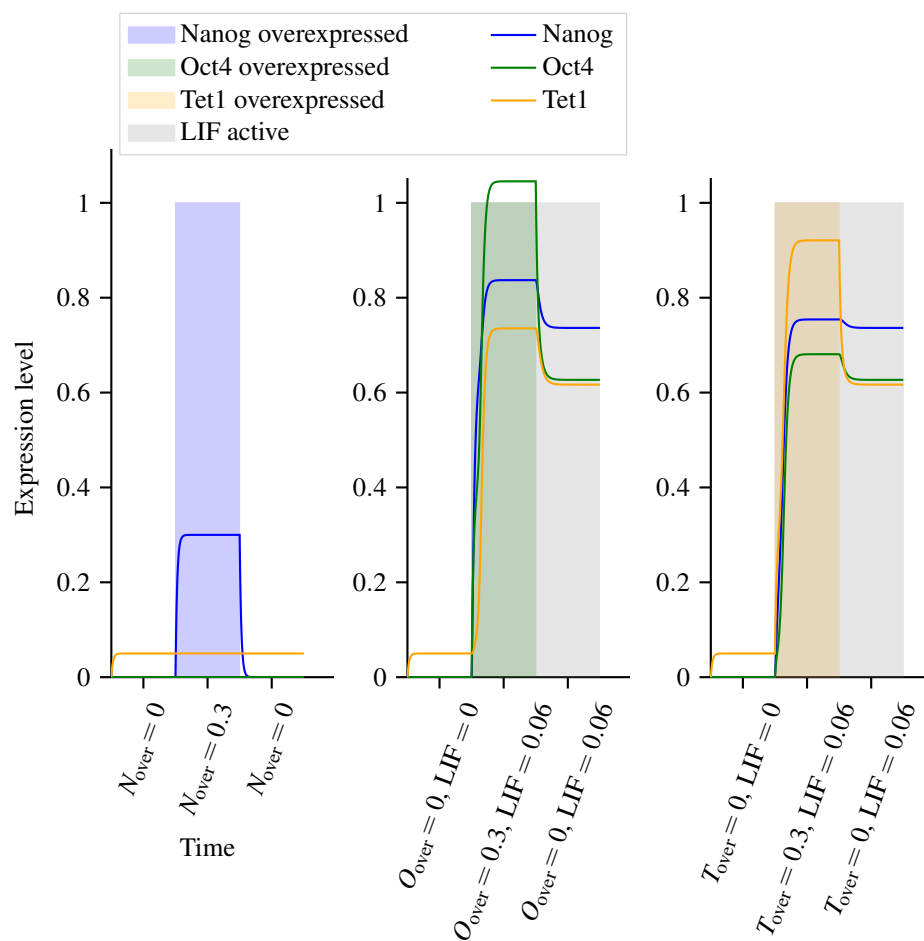 Nanog overexpressed
Oct4 overexpressed
Tet1 overexpressed
LIF active
Nanog
Oct4
Tet1
Expression level
1
0.8
0.6
0.4
0.2
0
N_over = 0
N_over = 0.3
N_over = 0
Time
1
0.8
0.6
0.4
0.2
0
O_over = 0, LIF = 0
O_over = 0.3, LIF = 0.06
O_over = 0, LIF = 0.06
1
0.8
0.6
0.4
0.2
0
T_over = 0, LIF = 0
T_over = 0.3, LIF = 0.06
T_over = 0, LIF = 0.06